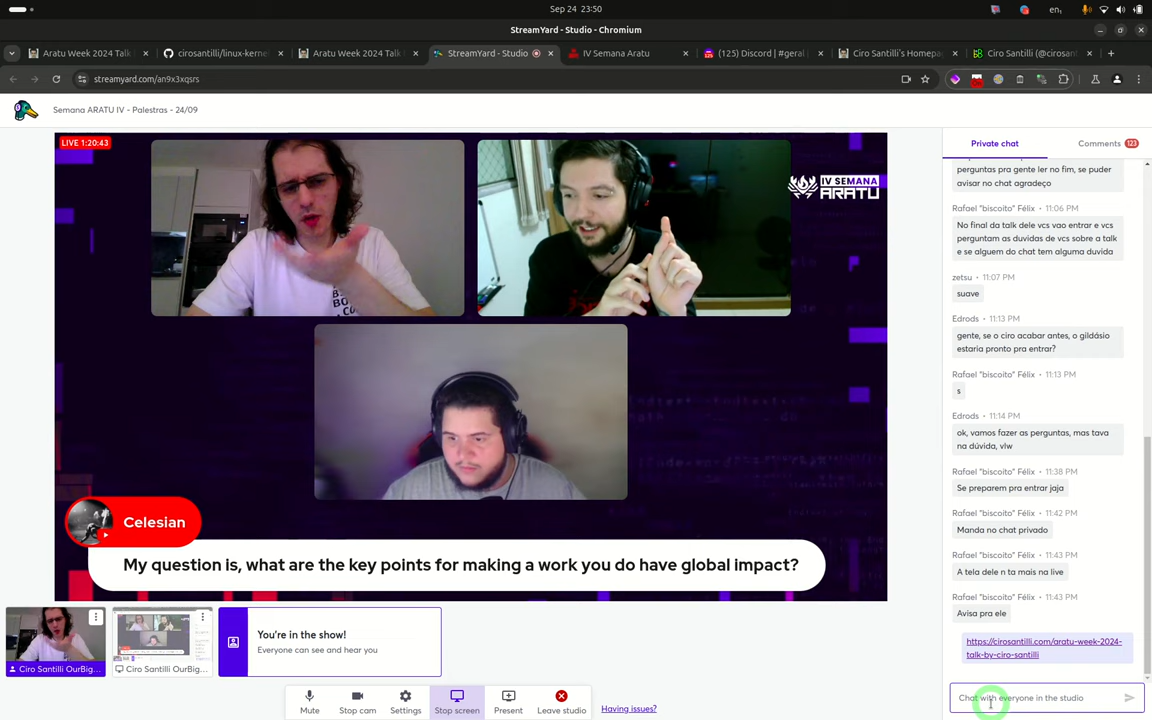 Sep 24 23:50
en₁
StreamYard - Studio - Chromium
Aratu Week 2024 Talk
cirosantilli/linux-kerne
Aratu Week 2024 Talk
StreamYard - Studio
IV Semana Aratu
(125) Discord | #geral
Ciro Santilli's Homepa
Ciro Santilli (@cirosant
streamyard.com/an9x3xqsrs
Semana ARATU IV - Palestras - 24/09
LIVE 1:20:43
IV SEMANA
ARATU
Celesian
My question is, what are the key points for making a work you do have global impact?
Ciro Santilli OurBig...
Ciro Santilli OurBig...
You're in the show!
Everyone can see and hear you
Mute
Stop cam
Settings
Stop screen
Present
Leave studio
Having issues?
Private chat
Comments 123
perguntas pra gente ler no fim, se puder
avisar no chat agradeço
Rafael "biscoito" Félix • 11:06 PM
No final da talk dele vcs vao entrar e vcs
perguntam as duvidas de vcs sobre a talk
e se alguem do chat tem alguma duvida
zetsu • 11:07 PM
suave
Edrods • 11:13 PM
gente, se o ciro acabar antes, o gildásio
estaria pronto pra entrar?
Rafael "biscoito" Félix • 11:13 PM
s
Edrods • 11:14 PM
ok, vamos fazer as perguntas, mas tava
na dúvida, vlw
Rafael "biscoito" Félix • 11:38 PM
Se preparem pra entrar jaja
Rafael "biscoito" Félix • 11:42 PM
Manda no chat privado
Rafael "biscoito" Félix • 11:43 PM
A tela dele n ta mais na live
Rafael "biscoito" Félix • 11:43 PM
Avisa pra ele
https://cirosantilli.com/aratu-week-2024-
talk-by-ciro-santilli
Chat with everyone in the studio